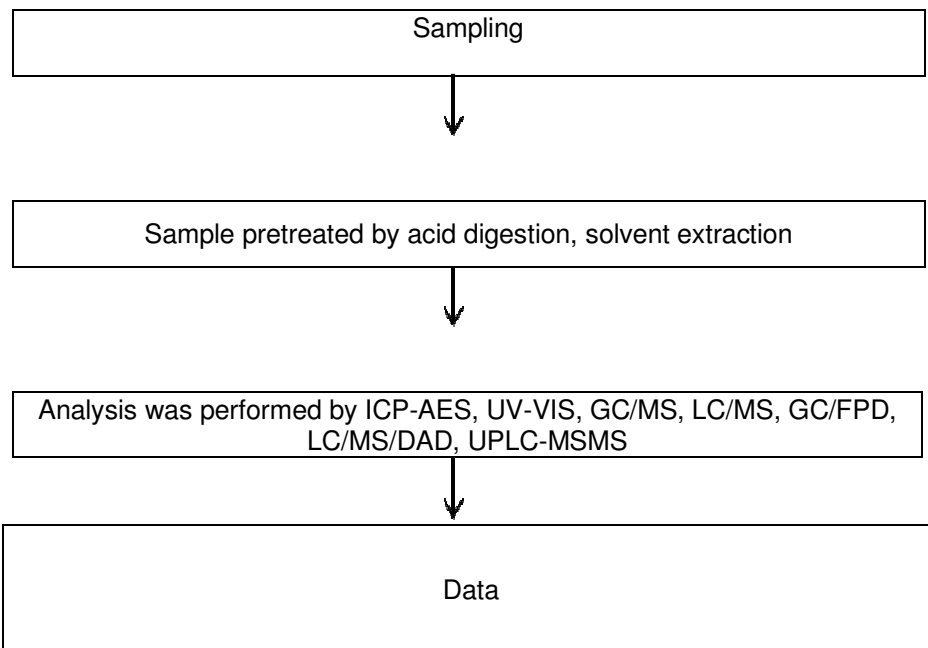 Sampling
Sample pretreated by acid digestion, solvent extraction
Analysis was performed by ICP-AES, UV-VIS, GC/MS, LC/MS, GC/FPD,
LC/MS/DAD, UPLC-MSMS
Data